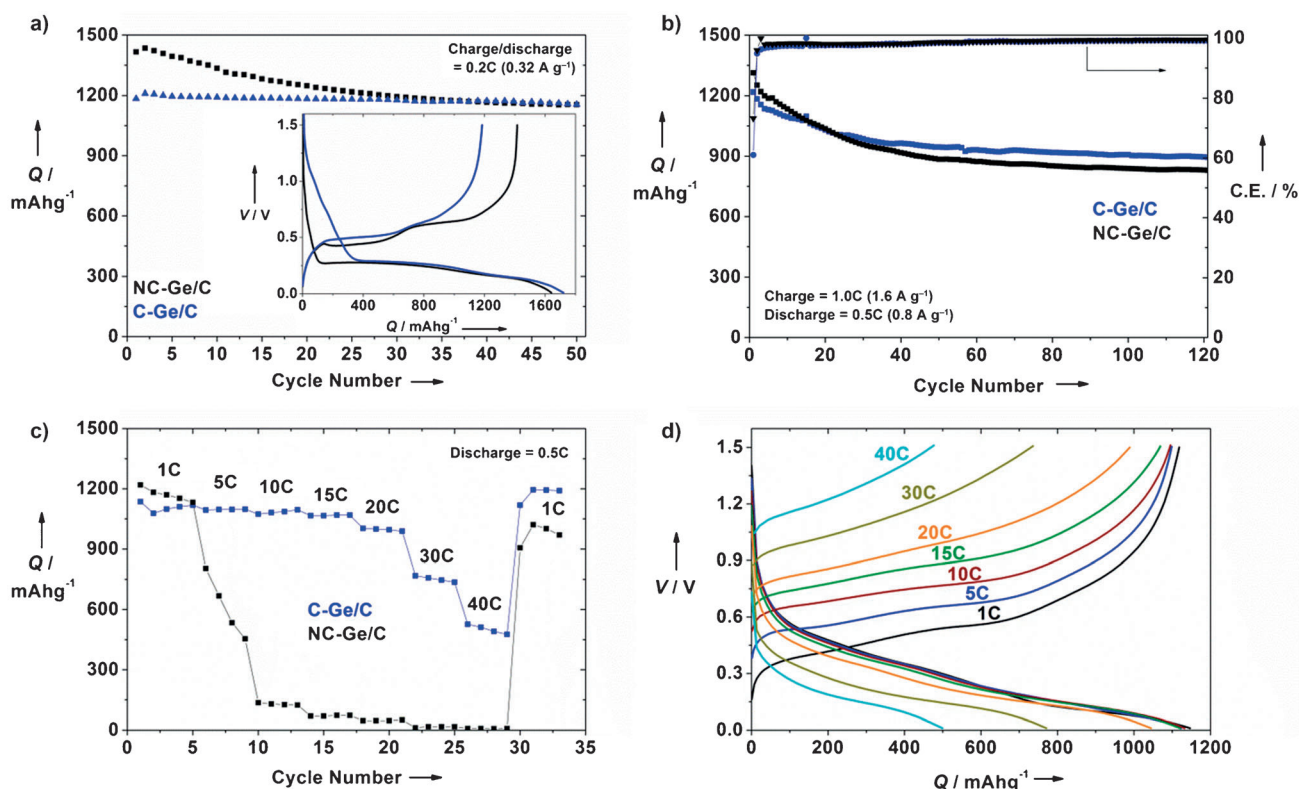 a)
1500
1200
900
600
300
0
Q /
mAhg⁻¹
Charge/discharge
= 0.2C (0.32 A g⁻¹)
1.5
1.0
0.5
0.0
V / V
0 400 800 1200 1600
Q / mAhg⁻¹
NC-Ge/C
C-Ge/C
0 5 10 15 20 25 30 35 40 45 50
Cycle Number
b)
1500
1200
900
600
300
0
Q /
mAhg⁻¹
100
80
60
40
20
0
C.E. / %
C-Ge/C
NC-Ge/C
Charge = 1.0C (1.6 A g⁻¹)
Discharge = 0.5C (0.8 A g⁻¹)
0 20 40 60 80 100 120
Cycle Number
c)
1500
1200
900
600
300
0
Q /
mAhg⁻¹
Discharge = 0.5C
1C 5C 10C 15C 20C 30C 40C 1C
C-Ge/C
NC-Ge/C
0 5 10 15 20 25 30 35
Cycle Number
d)
1.5
1.2
0.9
0.6
0.3
0.0
V / V
40C
30C
20C
15C
10C
5C
1C
0 200 400 600 800 1000 1200
Q / mAhg⁻¹